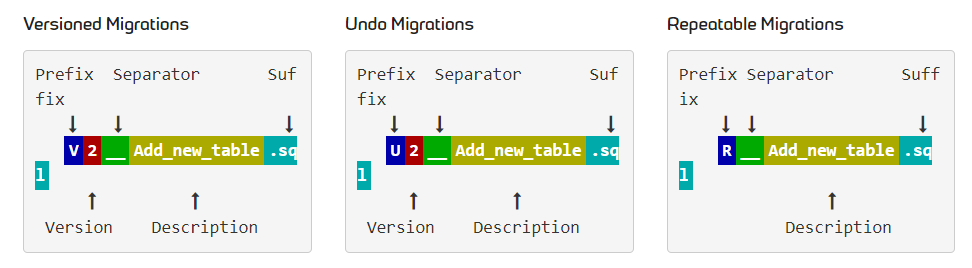 Versioned Migrations
Prefix Separator Suf
fix
V 2 __ Add_new_table .sq
l
Version Description
Undo Migrations
Prefix Separator Suf
fix
U 2 __ Add_new_table .sq
l
Version Description
Repeatable Migrations
Prefix Separator Suff
ix
R __ Add_new_table .sq
l
Description